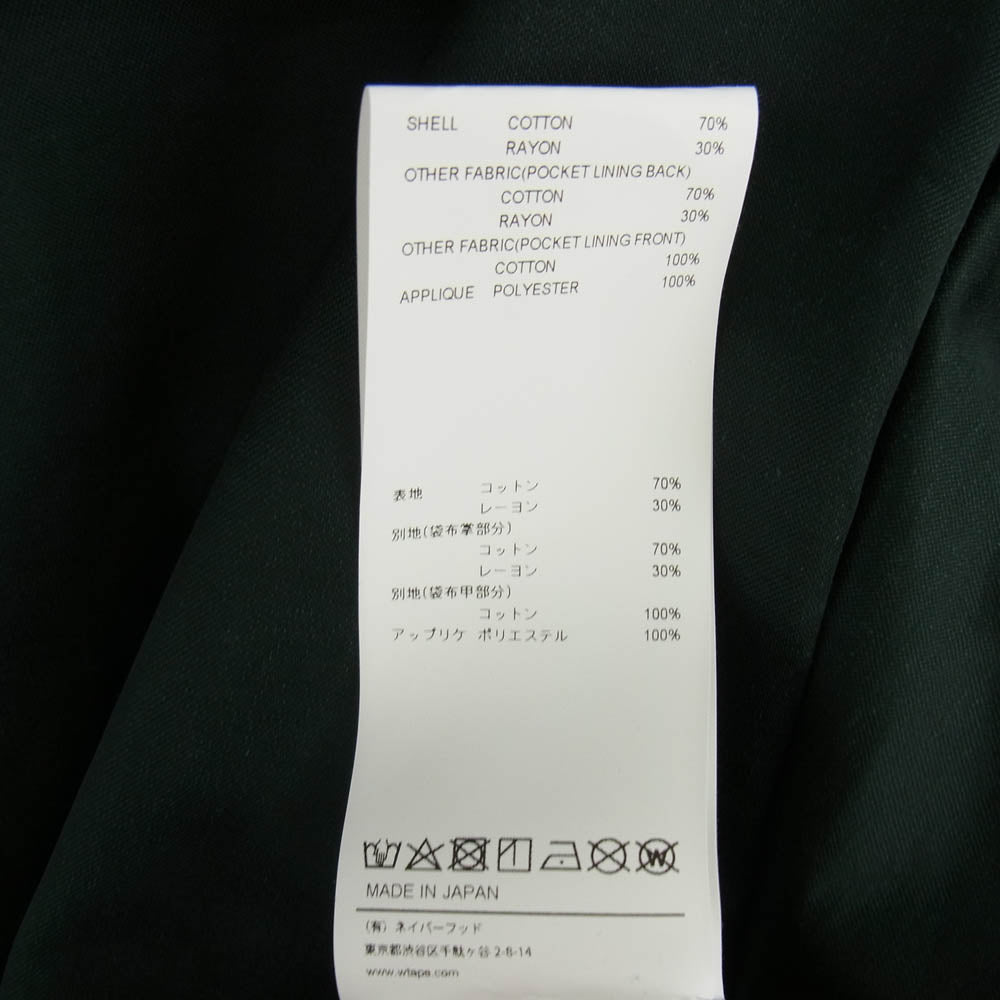 SHELL COTTON 70%
RAYON 30%
OTHER FABRIC(POCKET LINING BACK)
COTTON 70%
RAYON 30%
OTHER FABRIC(POCKET LINING FRONT)
COTTON 100%
APPLIQUE POLYESTER 100%
表地 コットン 70%
レーヨン 30%
別地(袋布掌部分)
コットン 70%
レーヨン 30%
別地(袋布甲部分)
コットン 100%
アップリケ ポリエステル 100%
W
MADE IN JAPAN
(有) ネイバーフッド
東京都渋谷区千駄ヶ谷 2-8-14
www.wtaps.com